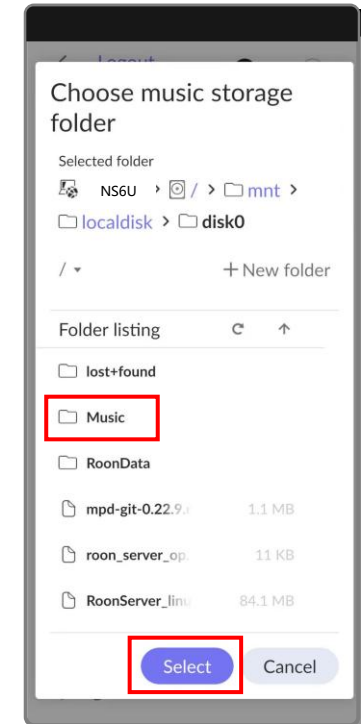 Logout
Choose music storage
folder
Selected folder
NS6U / > mnt >
localdisk > disk0
/ + New folder
Folder listing
lost+found
Music
RoonData
mpd-git-0.22.9. 1.1 MB
roon_server_op. 11 KB
RoonServer_linu 84.1 MB
Select Cancel